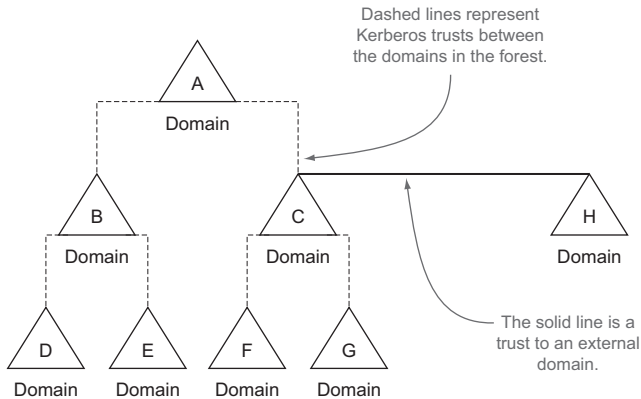 Dashed lines represent
Kerberos trusts between
the domains in the forest.
A
Domain
B
Domain
C
Domain
H
Domain
D
Domain
E
Domain
F
Domain
G
Domain
The solid line is a
trust to an external
domain.